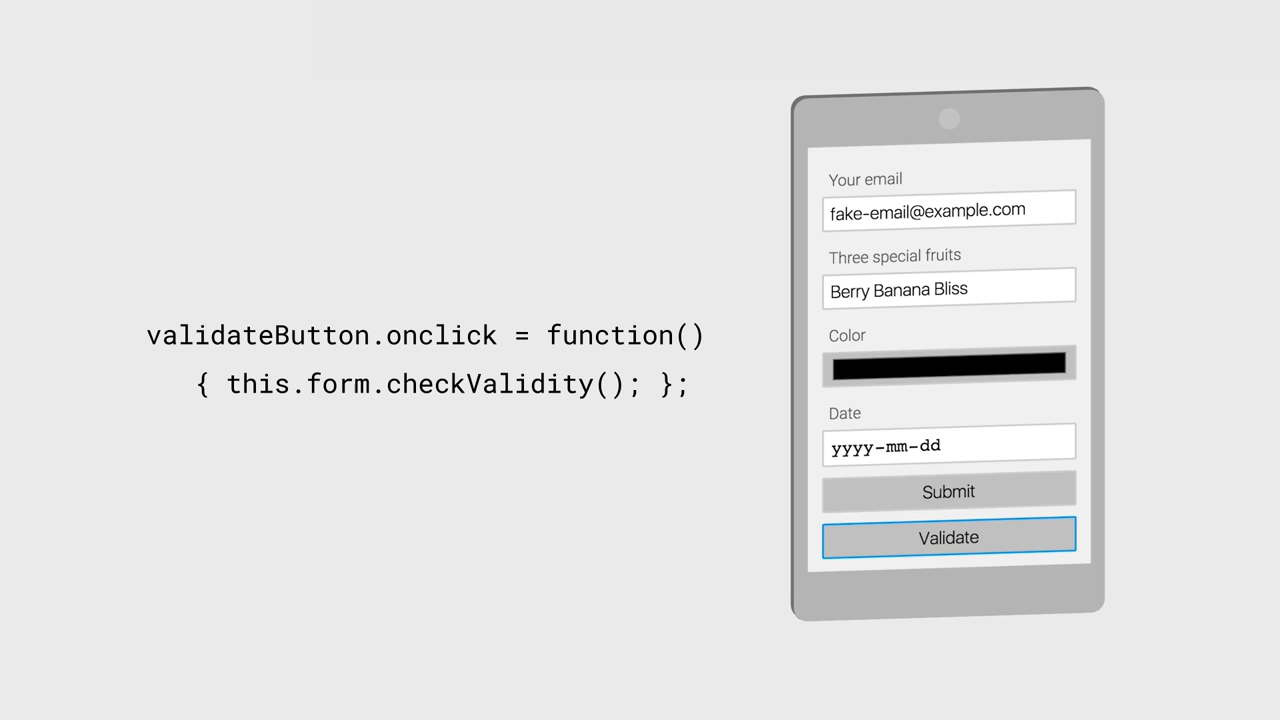 validateButton.onclick = function()
{ this.form.checkValidity(); };
Your email
fake-email@example.com
Three special fruits
Berry Banana Bliss
Color
Date
yyyy-mm-dd
Submit
Validate